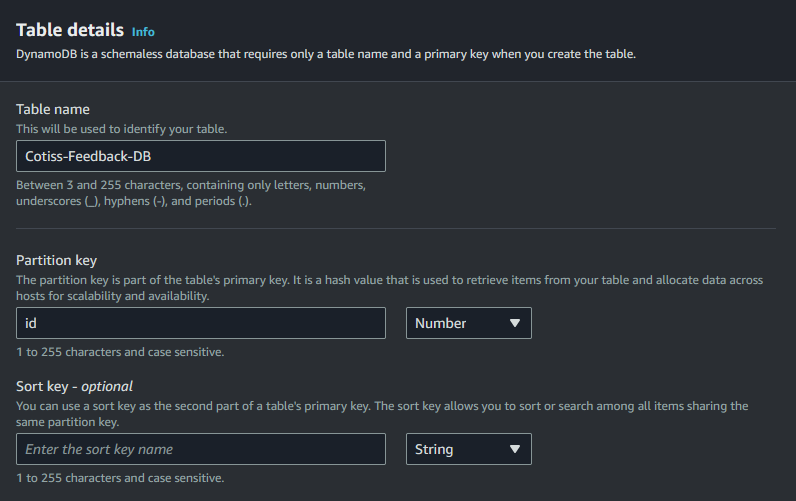 Table details Info
DynamoDB is a schemaless database that requires only a table name and a primary key when you create the table.
Table name
This will be used to identify your table.
Cotiss-Feedback-DB
Between 3 and 255 characters, containing only letters, numbers,
underscores (_), hyphens (-), and periods (.).
Partition key
The partition key is part of the table's primary key. It is a hash value that is used to retrieve items from your table and allocate data across
hosts for scalability and availability.
id Number
1 to 255 characters and case sensitive.
Sort key - optional
You can use a sort key as the second part of a table's primary key. The sort key allows you to sort or search among all items sharing the
same partition key.
Enter the sort key name String
1 to 255 characters and case sensitive.